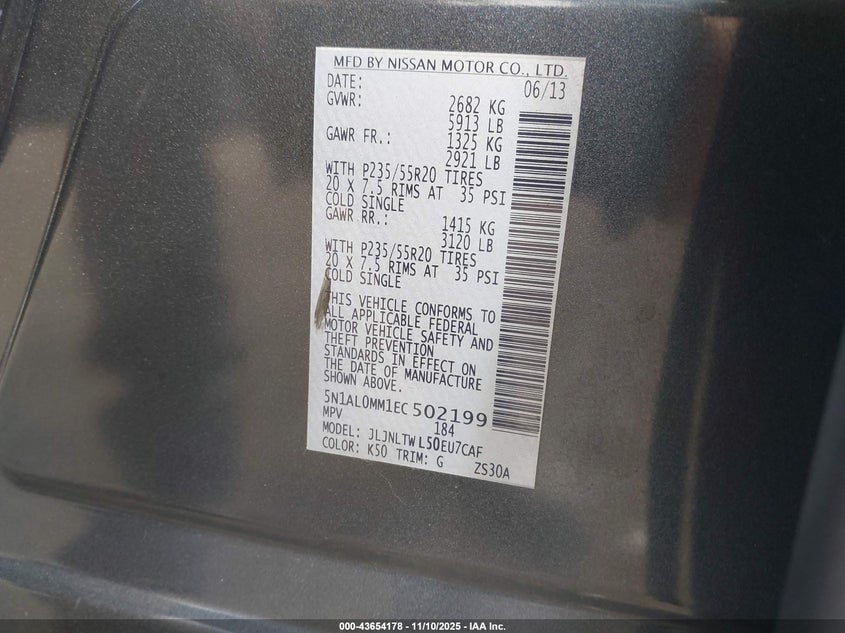 MFD BY NISSAN MOTOR CO., LTD.
DATE: 06/13
GVWR: 2682 KG
5913 LB
GAWR FR.: 1325 KG
2921 LB
WITH P235/55R20 TIRES
20 X 7.5 RIMS AT 35 PSI
COLD SINGLE
GAWR RR.: 1415 KG
3120 LB
WITH P235/55R20 TIRES
20 X 7.5 RIMS AT 35 PSI
COLD SINGLE
THIS VEHICLE CONFORMS TO
ALL APPLICABLE FEDERAL
MOTOR VEHICLE SAFETY AND
THEFT PREVENTION
STANDARDS IN EFFECT ON
THE DATE OF MANUFACTURE
SHOWN ABOVE.
5N1AL0MM1EC 502199
MPV 184
MODEL: JLJNLTW L50EU7CAF
COLOR: K50 TRIM: G ZS30A
000-43654178 - 11/10/2025 - IAA Inc.